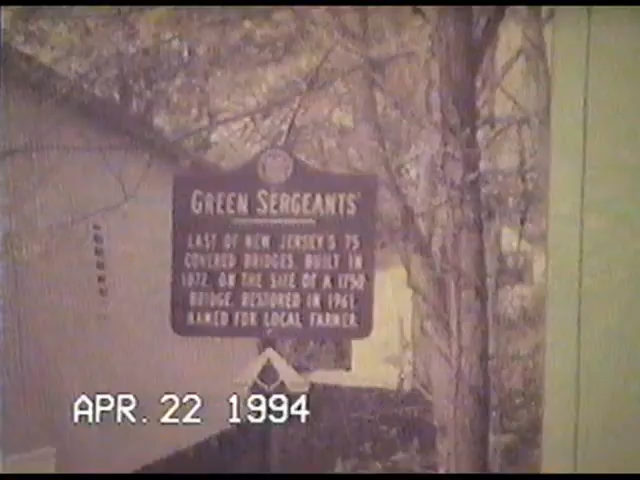 GREEN SERGEANTS'
LAST OF NEW JERSEY'S 75
COVERED BRIDGES. BUILT IN
1872, ON THE SITE OF A 1750
BRIDGE. RESTORED IN 1961.
NAMED FOR LOCAL FARMER.
APR. 22 1994